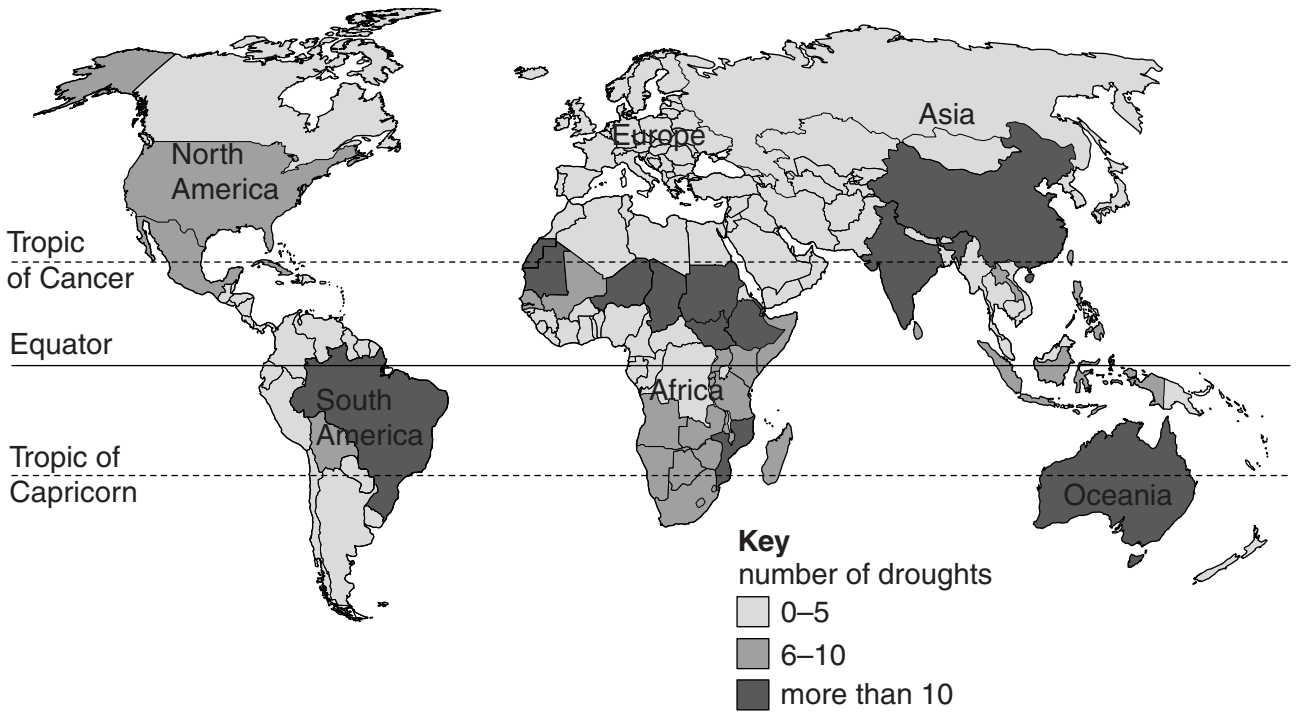 Asia
Europe
North
America
Tropic
of Cancer
Equator
Africa
South
America
Tropic of
Capricorn
Oceania
Key
number of droughts
0–5
6–10
more than 10